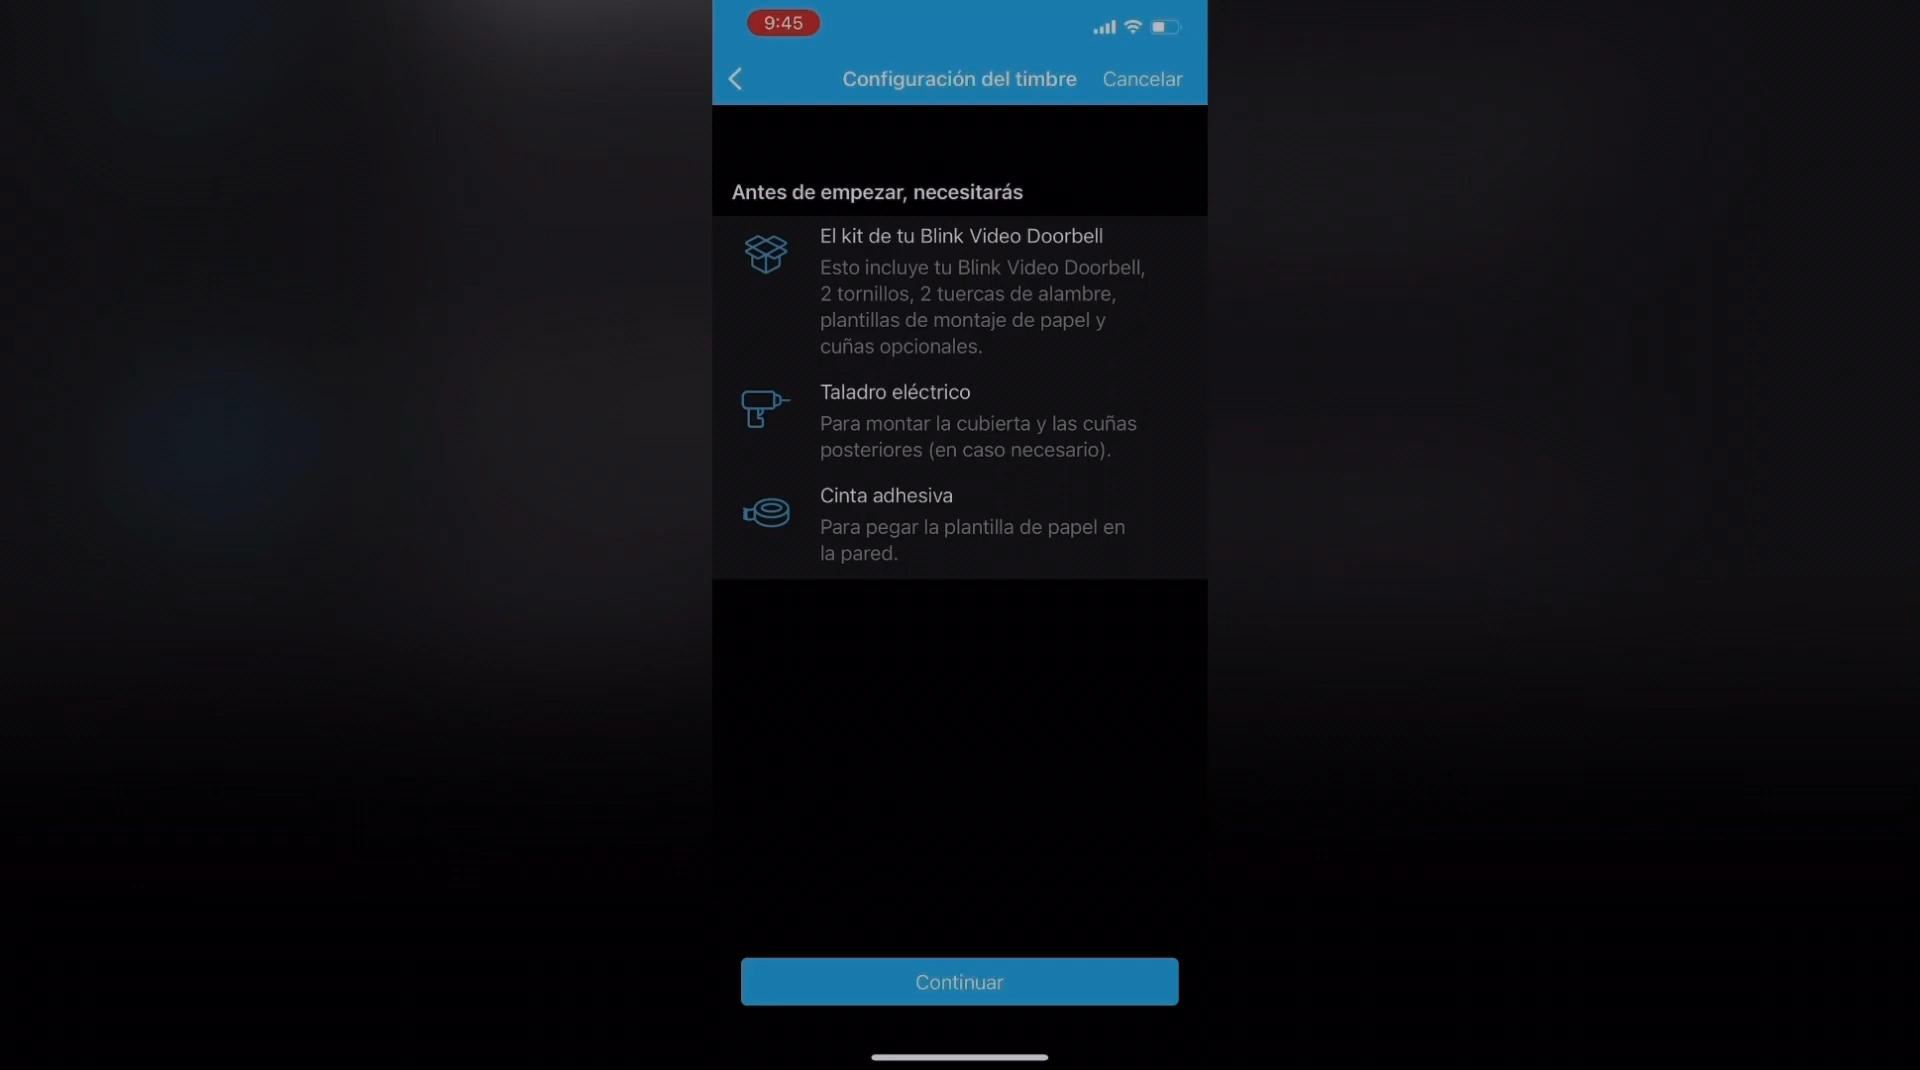 9:45
Configuración del timbre
Cancelar
Antes de empezar, necesitarás
El kit de tu Blink Video Doorbell
Esto incluye tu Blink Video Doorbell,
2 tornillos, 2 tuercas de alambre,
plantillas de montaje de papel y
cuñas opcionales.
Taladro eléctrico
Para montar la cubierta y las cuñas
posteriores (en caso necesario).
Cinta adhesiva
Para pegar la plantilla de papel en
la pared.
Continuar